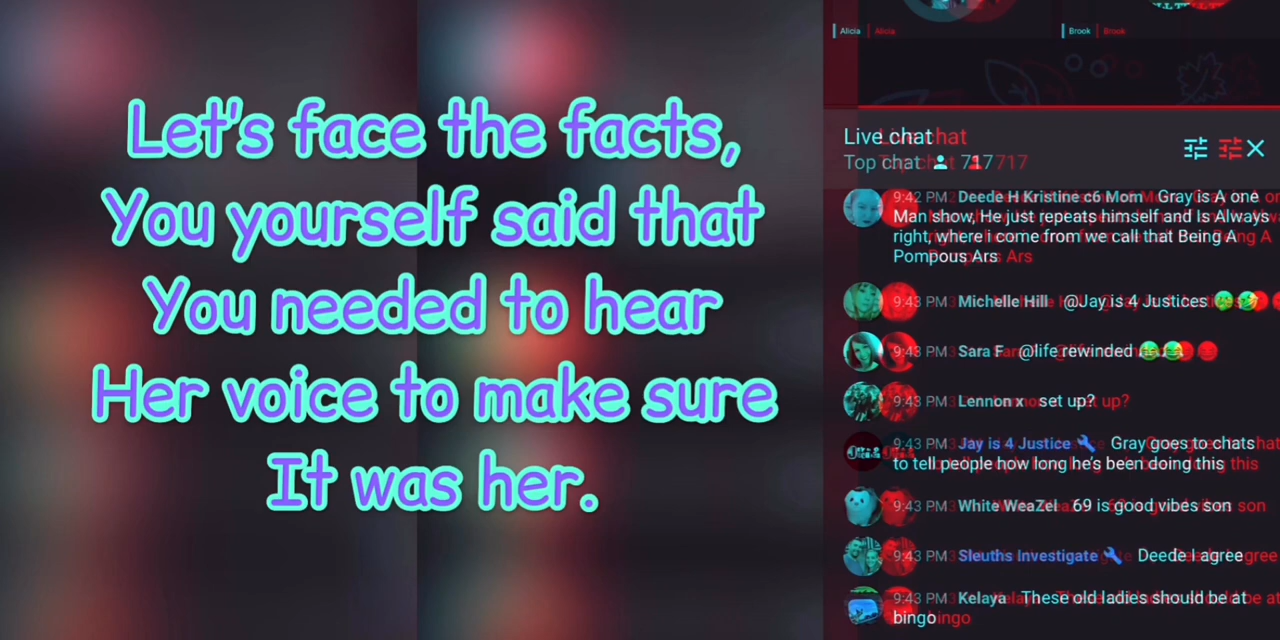 Let's face the facts,
You yourself said that
You needed to hear
Her voice to make sure
It was her.
Alicia
Brook
Live chat
Top chat 717
9:42 PM Deede H Kristine c6 Mom Gray is A one
Man show, He just repeats himself and Is Always
right, where i come from we call that Being A
Pompous Ars
9:43 PM Michelle Hill @Jay is 4 Justices
9:43 PM Sara F @life rewinded
9:43 PM Lennon x set up?
9:43 PM Jay is 4 Justice Gray goes to chats
to tell people how long he's been doing this
9:43 PM White WeaZiel 69 is good vibes son
9:43 PM Sleuths Investigate Deede I agree
9:43 PM Kelaya These old ladies should be at
bingo